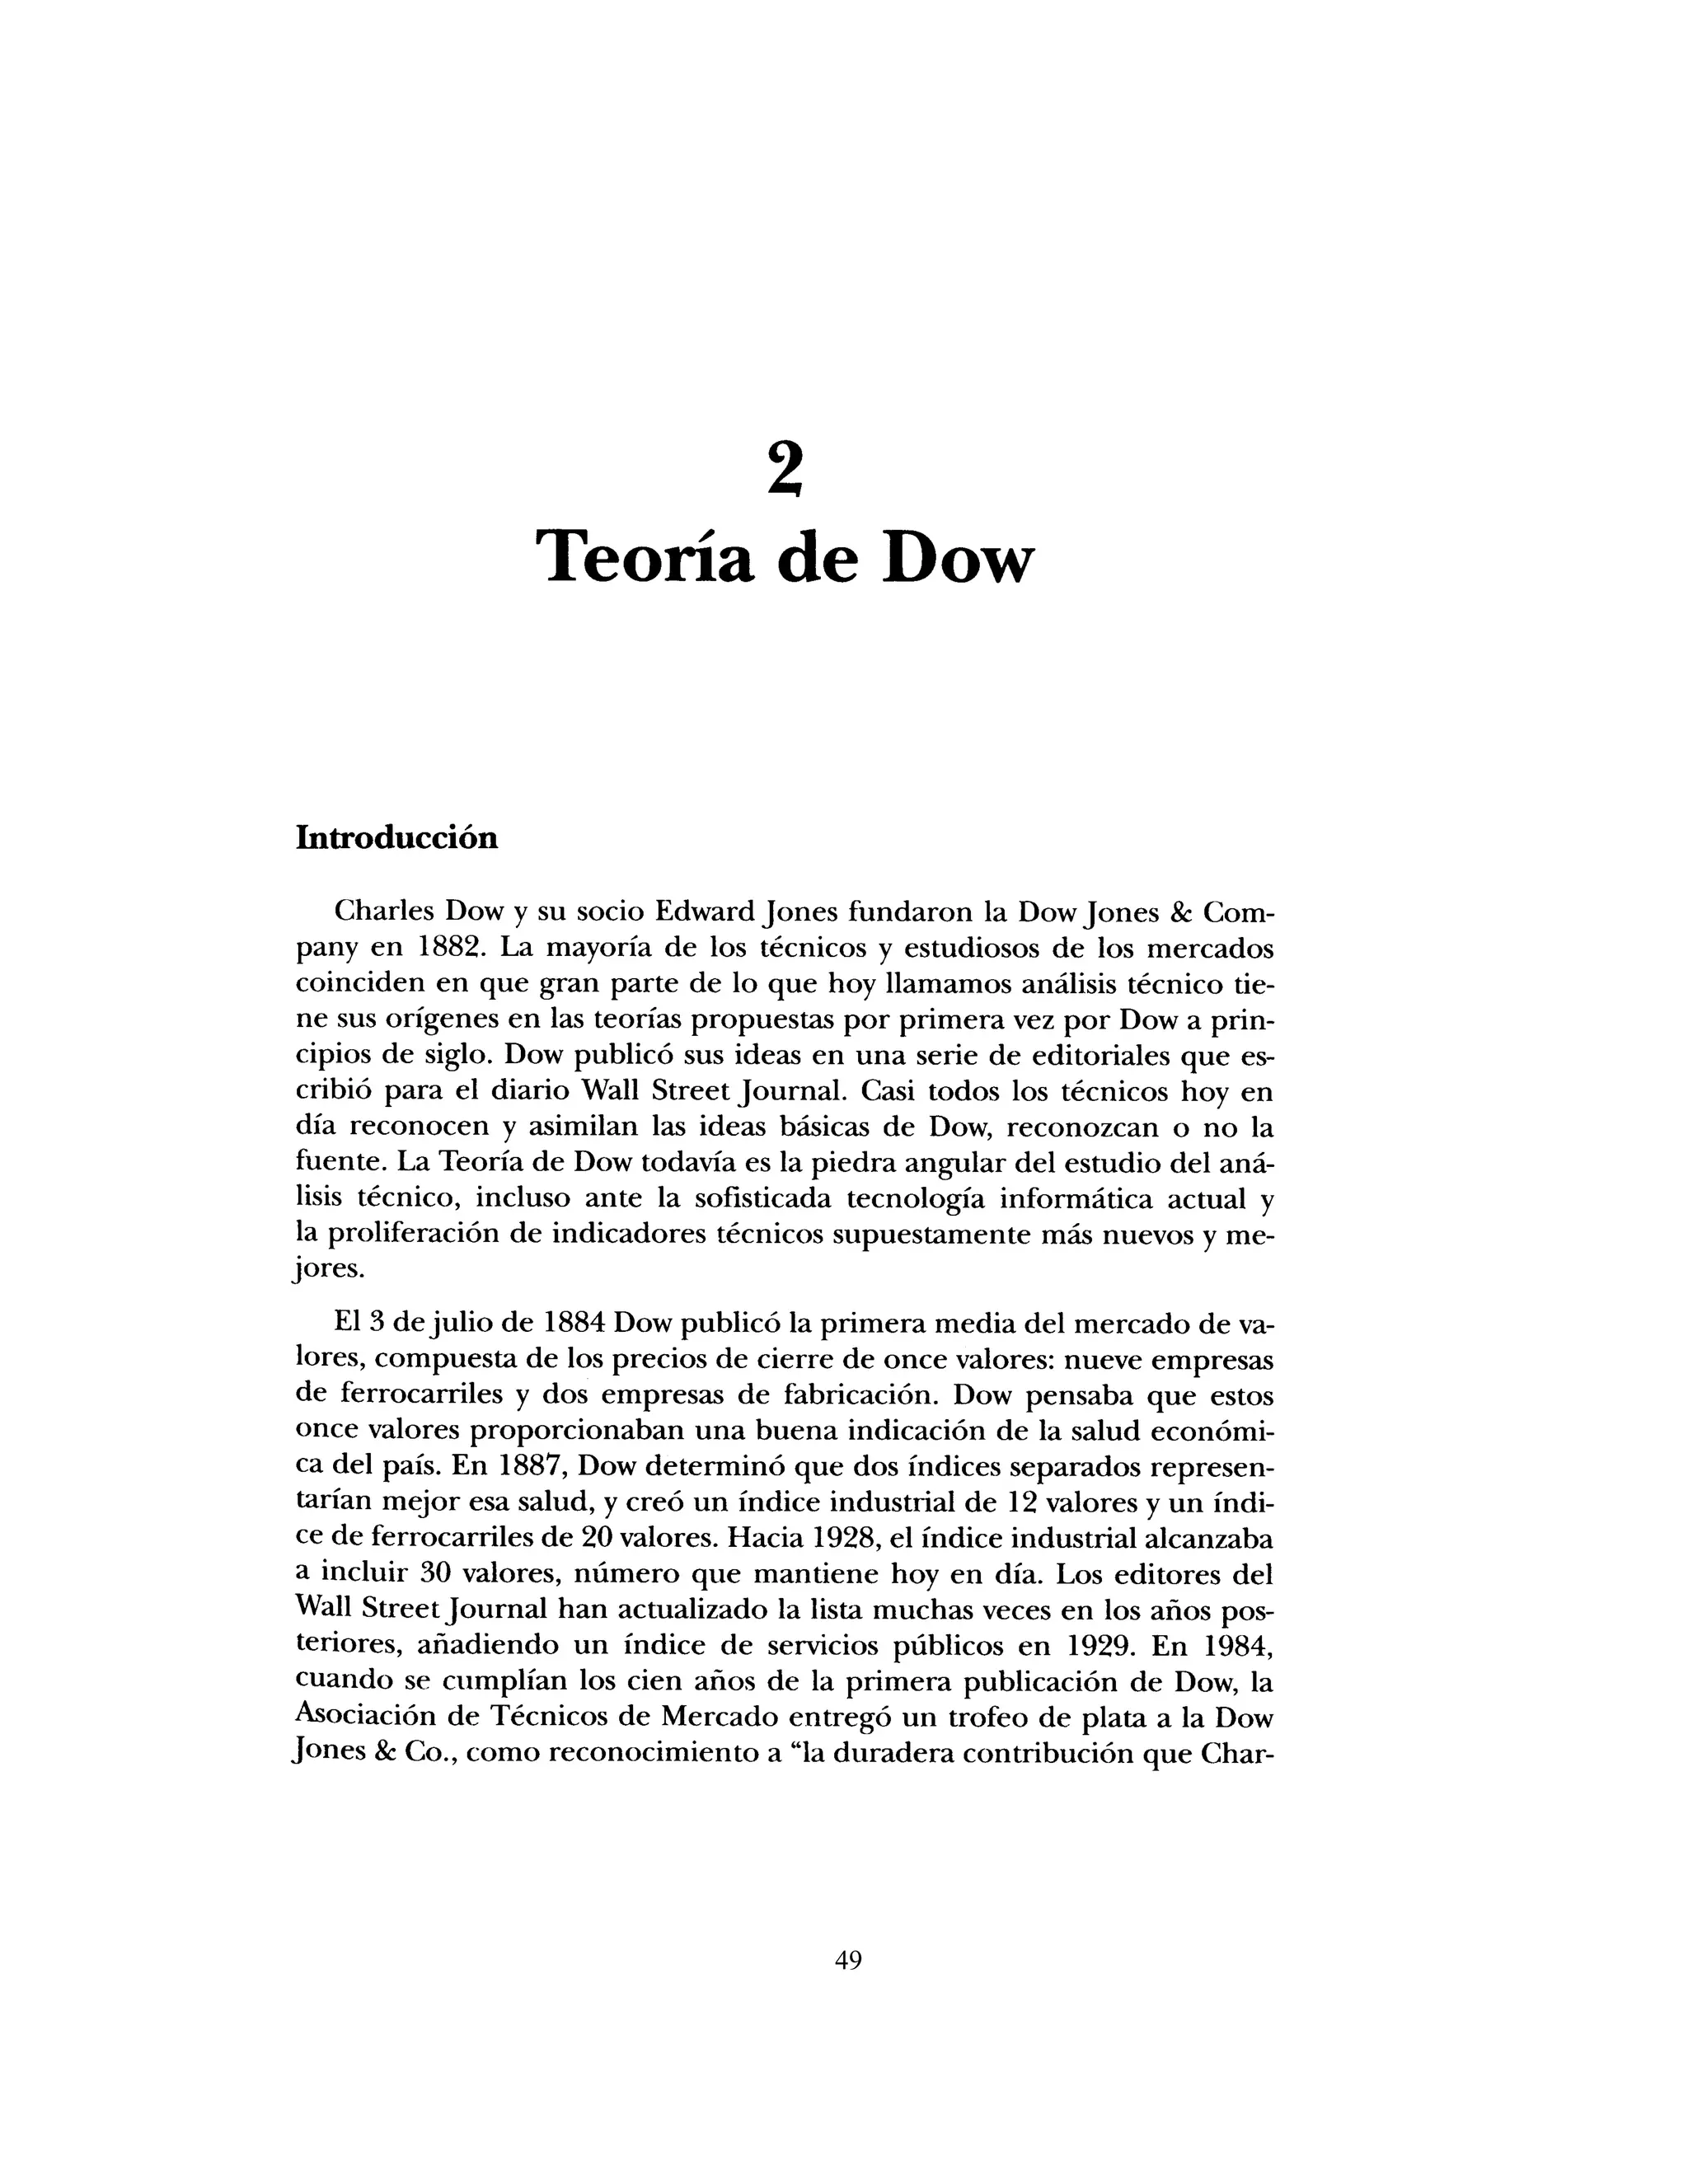 2
Teoría de Dow
Introducción
Charles Dow y su socio Edward Jones fundaron la Dow Jones & Com-
pany en 1882. La mayoría de los técnicos y estudiosos de los mercados
coinciden en que gran parte de lo que hoy llamamos análisis técnico tie-
ne sus orígenes en las teorías propuestas por primera vez por Dow a prin-
cipios de siglo. Dow publicó sus ideas en una serie de editoriales que es-
cribió para el diario Wall Street Journal. Casi todos los técnicos hoy en
día reconocen y asimilan las ideas básicas de Dow, reconozcan o no la
fuente. La Teoría de Dow todavía es la piedra angular del estudio del aná-
lisis técnico, incluso ante la sofisticada tecnología informática actual y
la proliferación de indicadores técnicos supuestamente más nuevos y me-
jores.
El 3 de julio de 1884 Dow publicó la primera media del mercado de va-
lores, compuesta de los precios de cierre de once valores: nueve empresas
de ferrocarriles y dos empresas de fabricación. Dow pensaba que estos
once valores proporcionaban una buena indicación de la salud económi-
ca del país. En 1887, Dow determinó que dos índices separados represen-
tarían mejor esa salud, y creó un índice industrial de 12 valores y un índi-
ce de ferrocarriles de 20 valores. Hacia 1928, el índice industrial alcanzaba
a incluir 30 valores, número que mantiene hoy en día. Los editores del
Wall Street Journal han actualizado la lista muchas veces en los años pos-
teriores, añadiendo un índice de servicios públicos en 1929. En 1984,
cuando se cumplían los cien años de la primera publicación de Dow, la
Asociación de Técnicos de Mercado entregó un trofeo de plata a la Dow
Jones & Co., como reconocimiento a “la duradera contribución que Char-
49